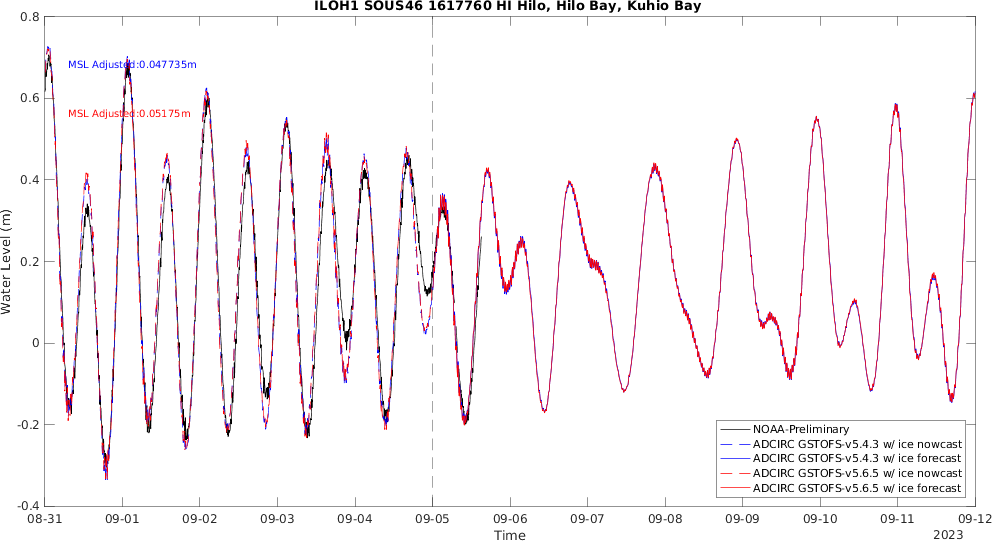 ILOH1 SOUS46 1617760 HI Hilo, Hilo Bay, Kuhio Bay
0.8
0.6
0.4
0.2
0
-0.2
-0.4
Water Level (m)
MSL Adjusted:0.047735m
MSL Adjusted:0.05175m
NOAA-Preliminary
ADCIRC GSTOFS-v5.4.3 w/ ice nowcast
ADCIRC GSTOFS-v5.4.3 w/ ice forecast
ADCIRC GSTOFS-v5.6.5 w/ ice nowcast
ADCIRC GSTOFS-v5.6.5 w/ ice forecast
08-31 09-01 09-02 09-03 09-04 09-05 09-06 09-07 09-08 09-09 09-10 09-11 09-12
Time
2023